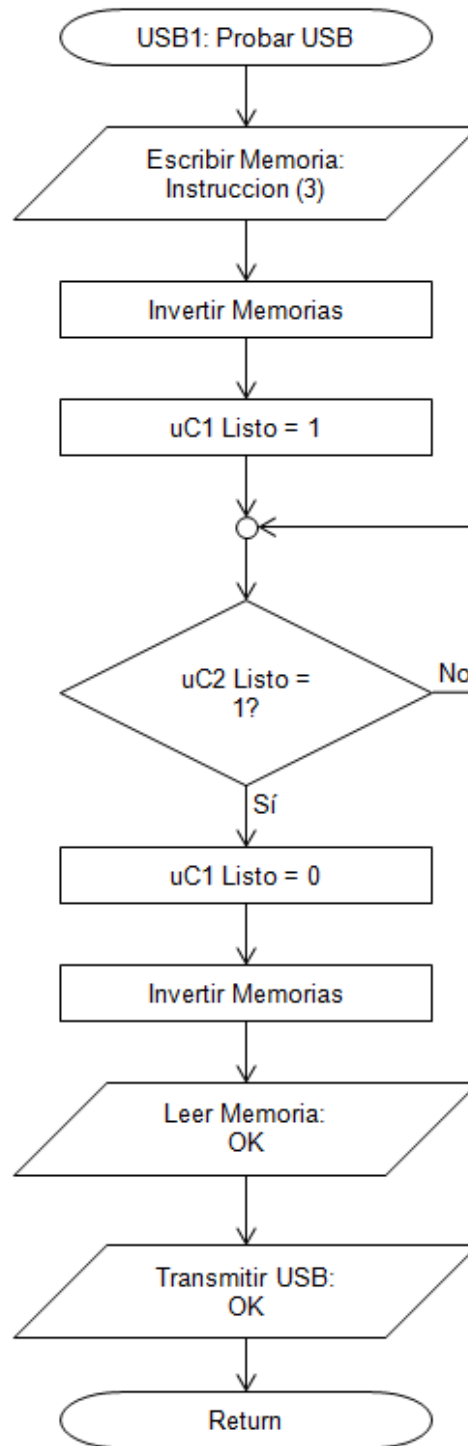 USB1: Probar USB
Escribir Memoria:
Instruccion (3)
Invertir Memorias
uC1 Listo = 1
uC2 Listo =
1?
No
Sí
uC1 Listo = 0
Invertir Memorias
Leer Memoria:
OK
Transmitir USB:
OK
Return